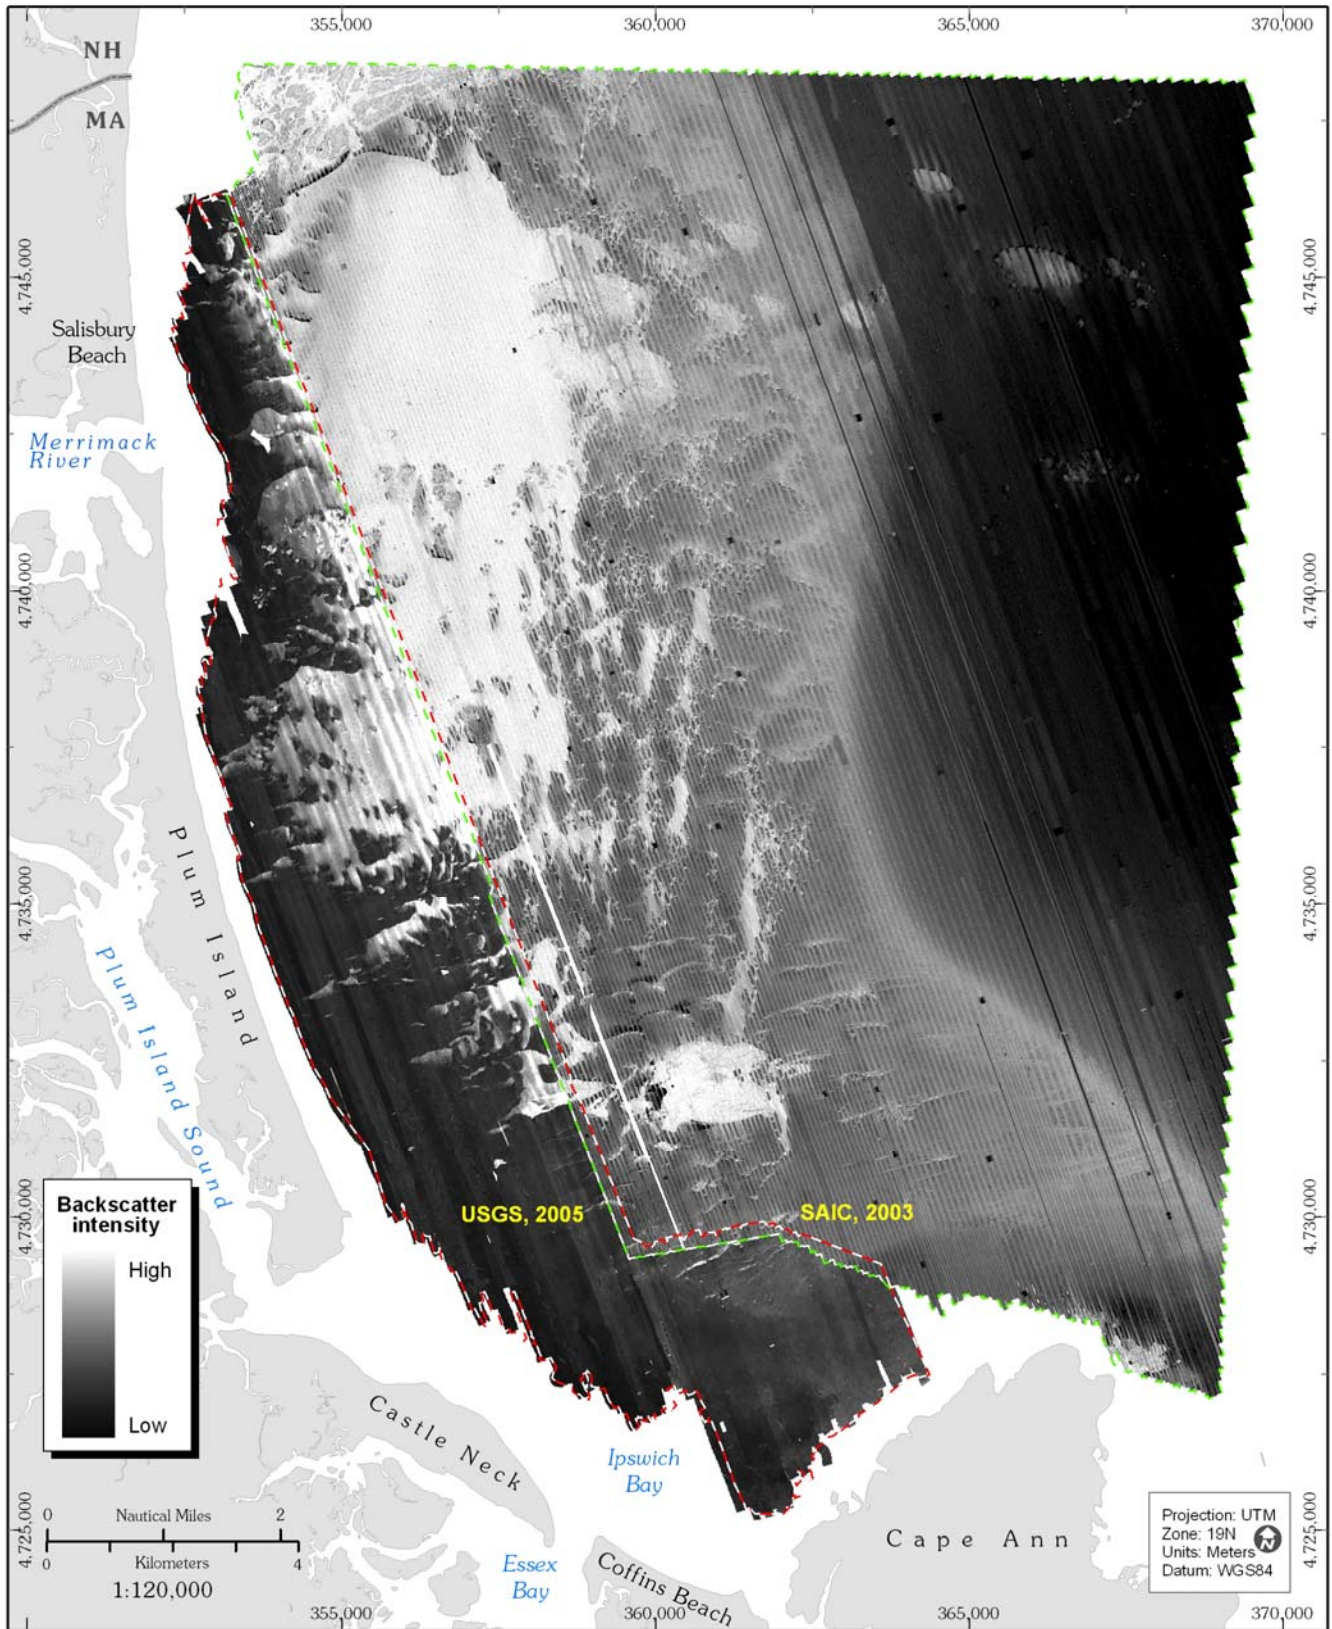 355,000 360,000 365,000 370,000
NH
MA
4,745,000 4,745,000
Salisbury
Beach
Merrimack
River
4,740,000 4,740,000
Plum Island
4,735,000 4,735,000
Plum Island Sound
Backscatter
intensity
High
Low
USGS, 2005
SAIC, 2003
4,730,000 4,730,000
Castle Neck
Ipswich
Bay
0 Nautical Miles 2
0 Kilometers 4
1:120,000
Essex
Bay
Coffins Beach
Cape Ann
Projection: UTM
Zone: 19N
Units: Meters
Datum: WGS84
N
4,725,000 4,725,000
355,000 360,000 365,000 370,000